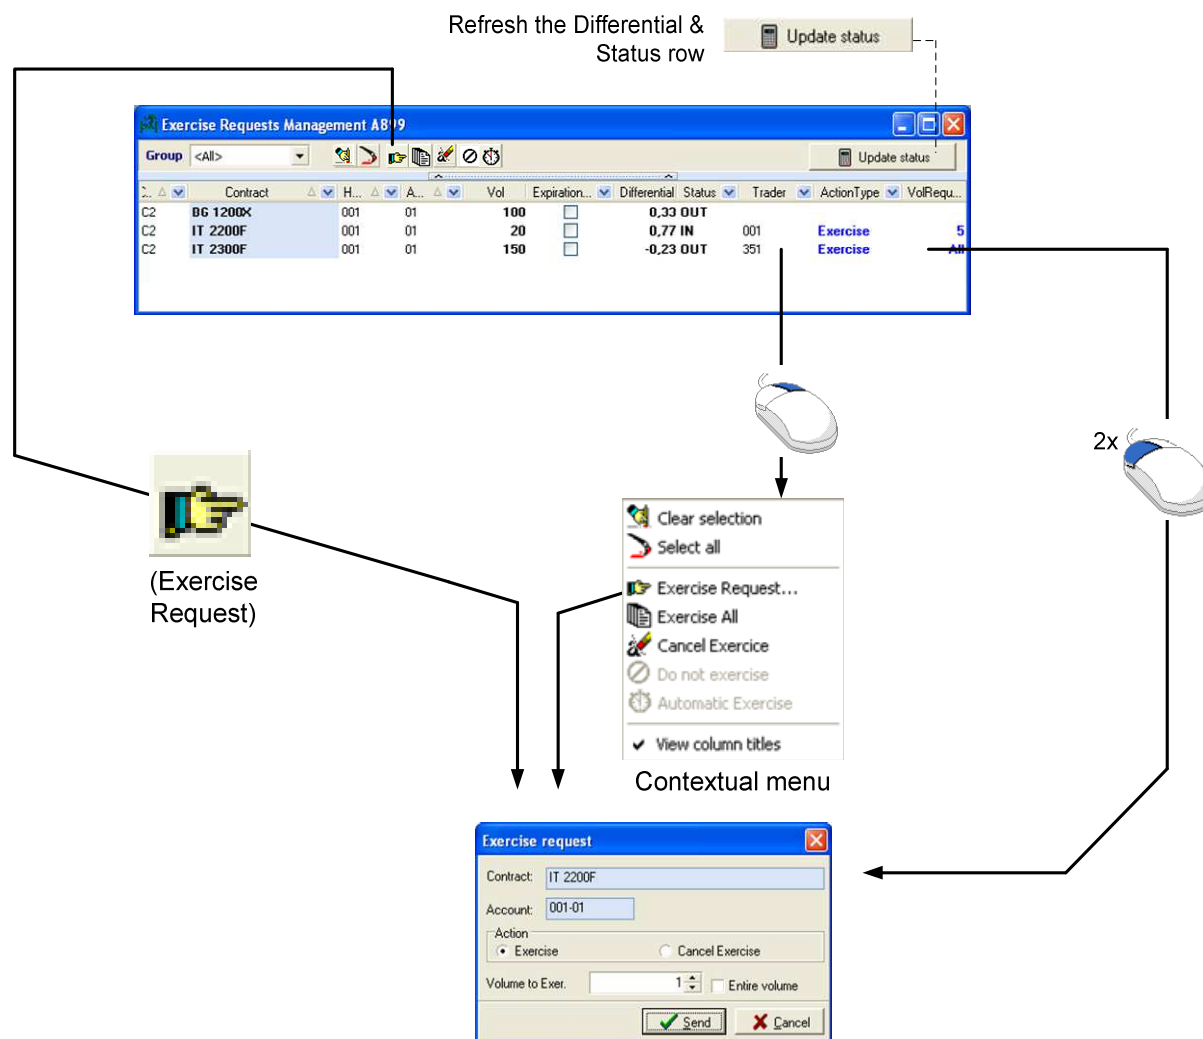 Refresh the Differential &
Status row
Update status
Exercise Requests Management A899
Group <All> Update status
Contract H... A... Vol Expiration... Differential Status Trader ActionType VolRequ...
C2 BG 1200X 001 01 100 0,33 OUT
C2 IT 2200F 001 01 20 0,77 IN 001 Exercise 5
C2 IT 2300F 001 01 150 -0,23 OUT 351 Exercise All
2x
(Exercise
Request)
Clear selection
Select all
Exercise Request...
Exercise All
Cancel Exercice
Do not exercise
Automatic Exercise
View column titles
Contextual menu
Exercise request
Contract: IT 2200F
Account: 001-01
Action
Exercise Cancel Exercise
Volume to Exer. 1 Entire volume
Send Cancel